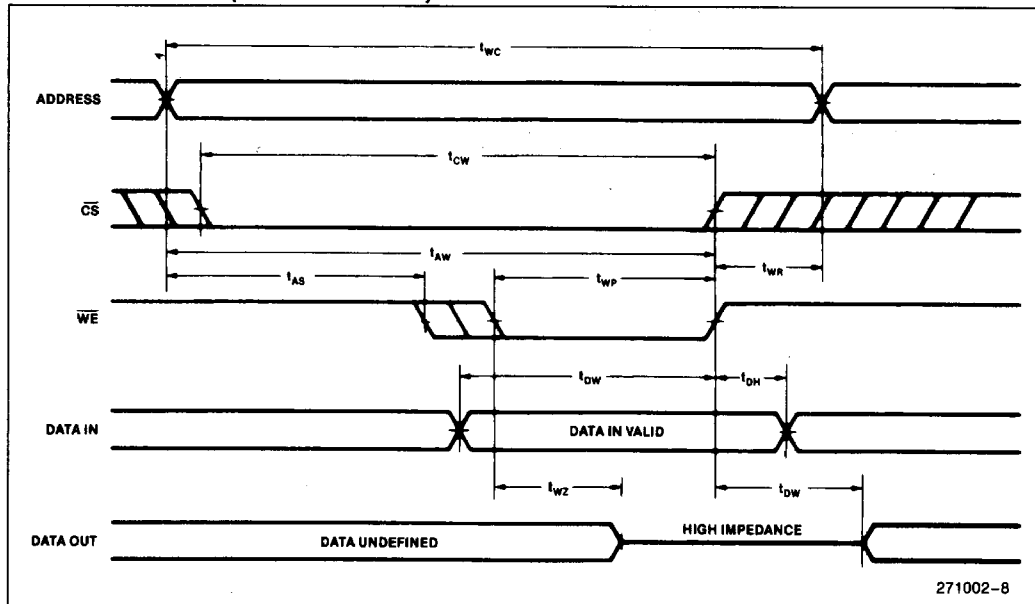 tWC
ADDRESS
tCW
CS
tAW
tAS
tWP
tWR
WE
tDW
tDH
DATA IN
DATA IN VALID
tWZ
tDW
HIGH IMPEDANCE
DATA OUT
DATA UNDEFINED
271002-8